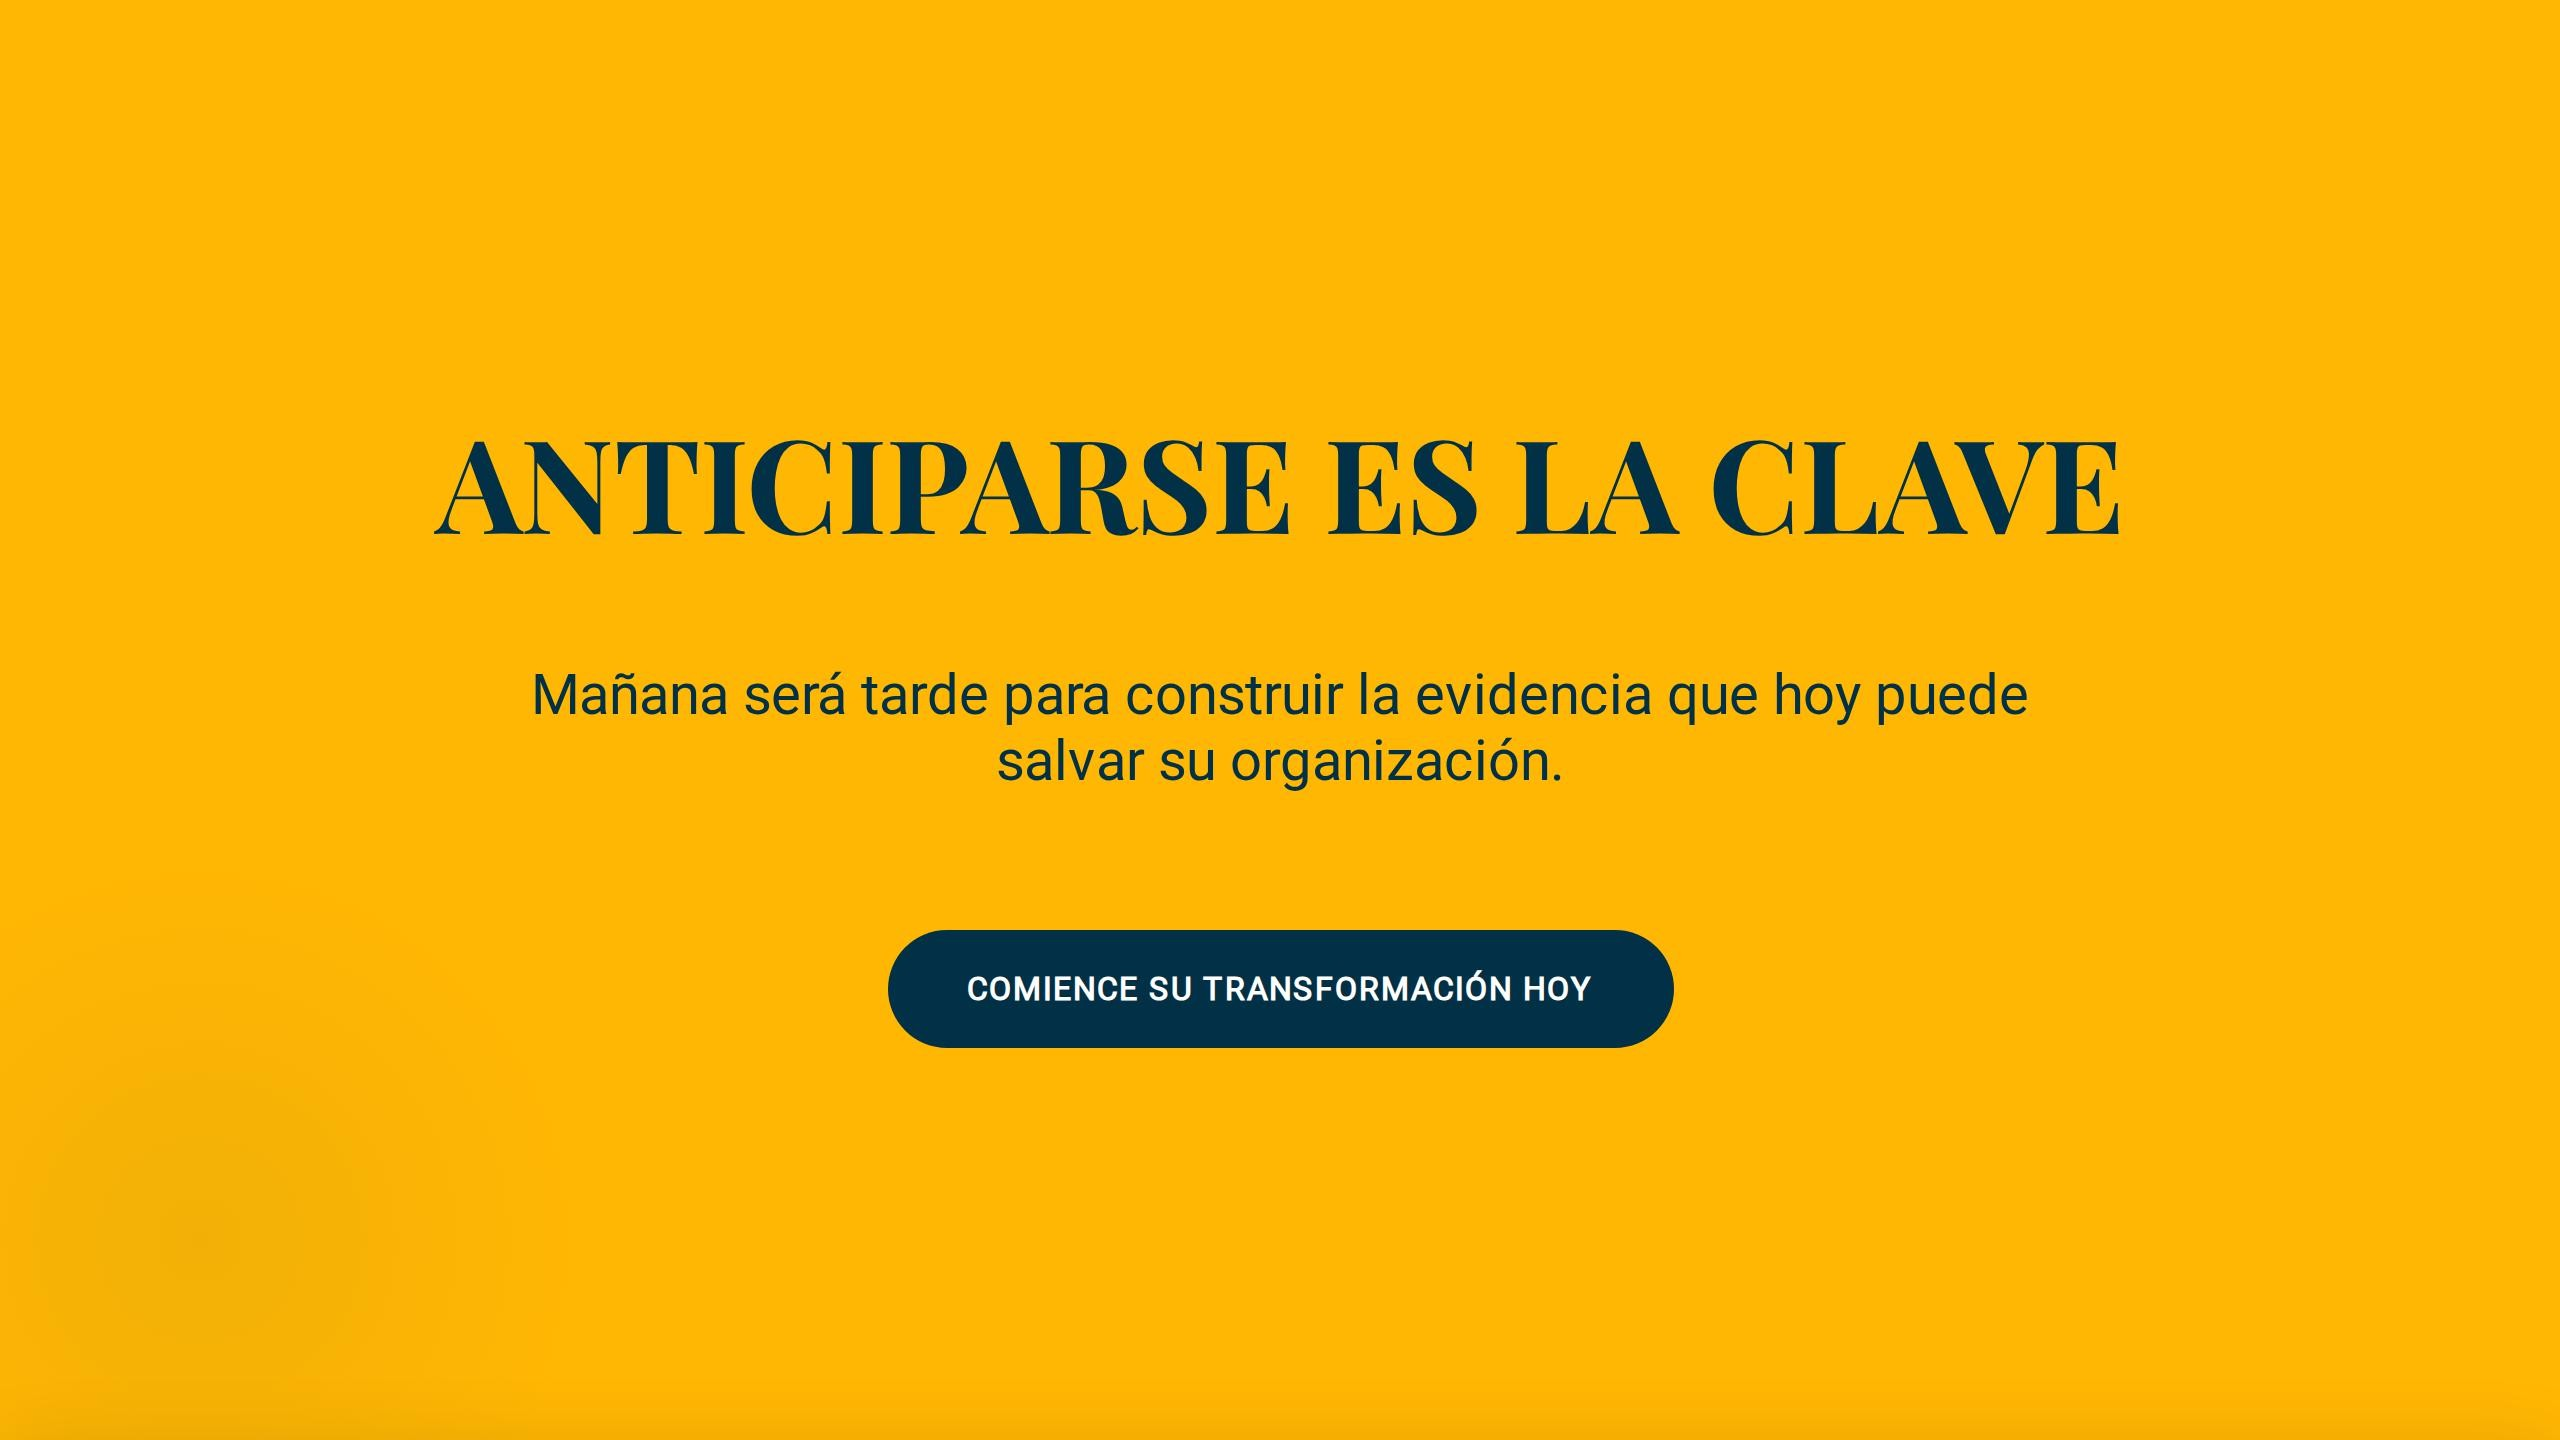 ANTICIPARSE ES LA CLAVE
Mañana será tarde para construir la evidencia que hoy puede
salvar su organización.
COMIENCE SU TRANSFORMACIÓN HOY